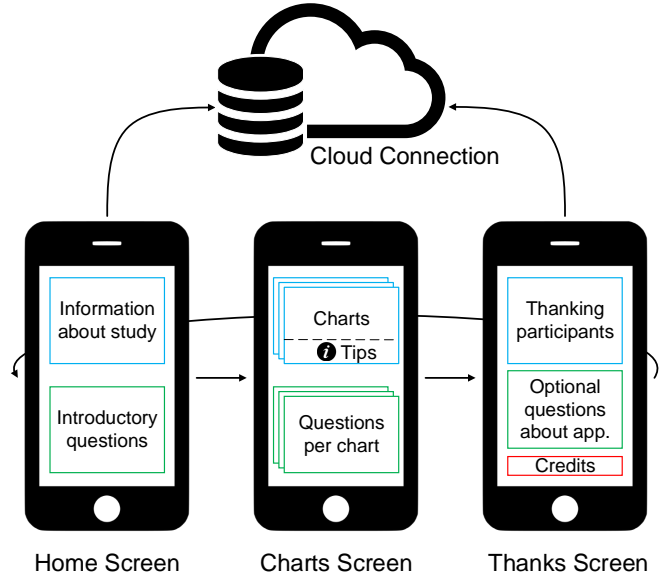 Cloud Connection
Information
about study
Introductory
questions
Charts
i Tips
Questions
per chart
Thanking
participants
Optional
questions
about app.
Credits
Home Screen
Charts Screen
Thanks Screen